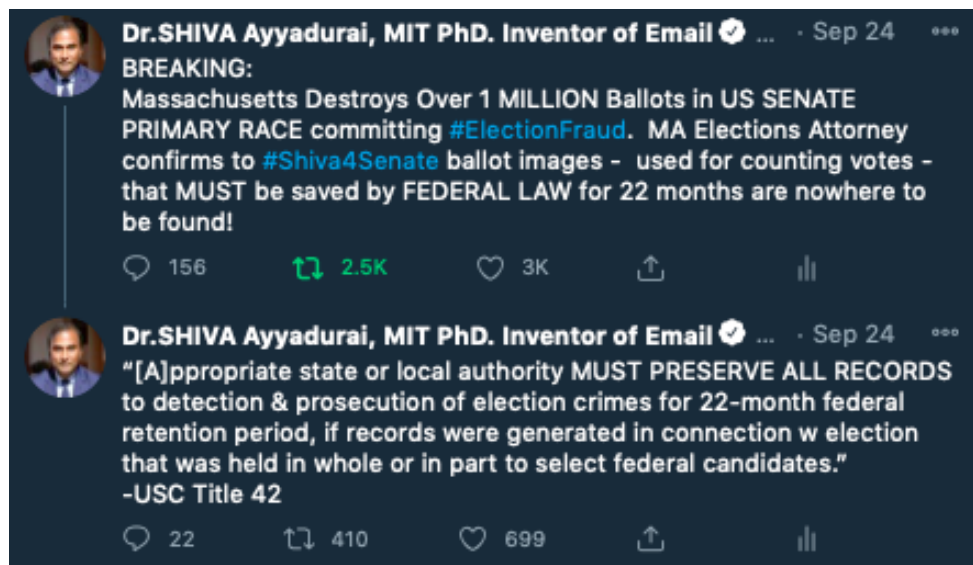 Dr.SHIVA Ayyadurai, MIT PhD. Inventor of Email ... · Sep 24
BREAKING:
Massachusetts Destroys Over 1 MILLION Ballots in US SENATE
PRIMARY RACE committing #ElectionFraud.  MA Elections Attorney
confirms to #Shiva4Senate ballot images -  used for counting votes -
that MUST be saved by FEDERAL LAW for 22 months are nowhere to
be found!
156 2.5K 3K
Dr.SHIVA Ayyadurai, MIT PhD. Inventor of Email ... · Sep 24
“[A]ppropriate state or local authority MUST PRESERVE ALL RECORDS
to detection & prosecution of election crimes for 22-month federal
retention period, if records were generated in connection w election
that was held in whole or in part to select federal candidates.”
-USC Title 42
22 410 699